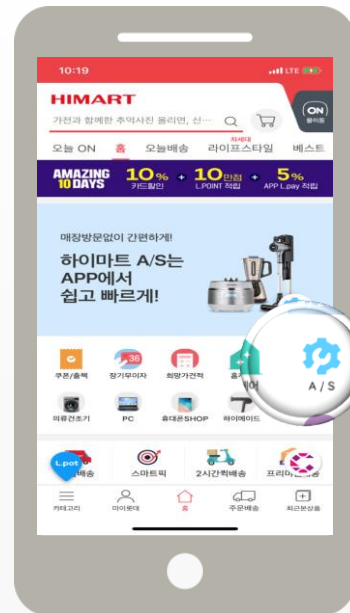 10:19
LTE
HIMART
가전과 함께한 추억사진 올리면, 선…
ON
오늘 ON 홈 오늘배송 차세대 라이프스타일 베스트
AMAZING 10 DAYS
10% 카드할인 + 10만점 L.POINT 적립 + 5% APP L.pay 적립
매장방문없이 간편하게!
하이마트 A/S는
APP에서
쉽고 빠르게!
A / S
쿠폰/출첵 장기무이자 희망가견적
36
의류건조기 PC 휴대폰SHOP 하이메이드
L.pot
스마트픽 2시간퀵배송
카테고리 마이롯데 홈 주문배송 최근본상품